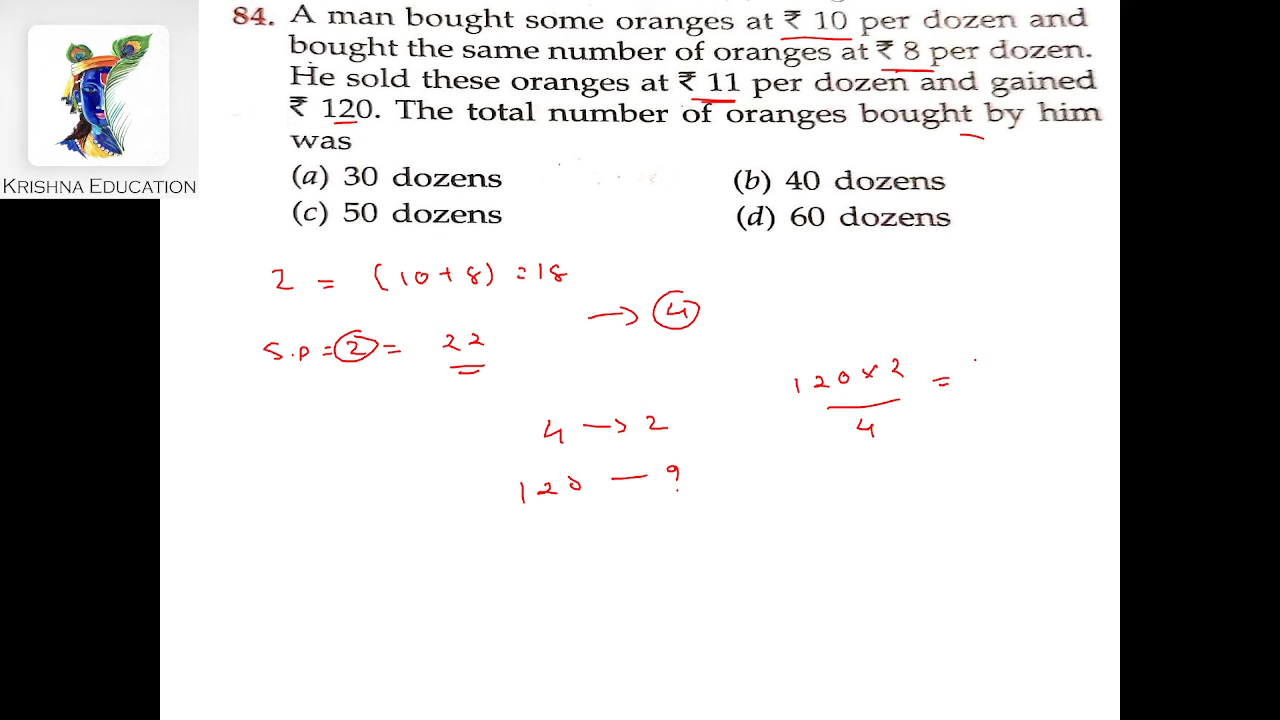 84. A man bought some oranges at ₹ 10 per dozen and
bought the same number of oranges at ₹ 8 per dozen.
He sold these oranges at ₹ 11 per dozen and gained
₹ 120. The total number of oranges bought by him
was
(a) 30 dozens (b) 40 dozens
(c) 50 dozens (d) 60 dozens
KRISHNA EDUCATION
2 = (10+8) = 18
→ 4
S.P = 2 = 22
120 × 2 / 4 =
4 → 2
120 — ?